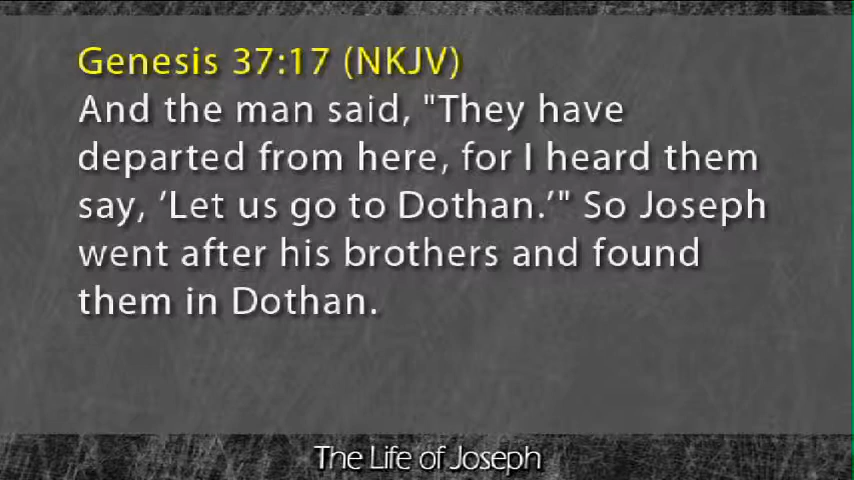 Genesis 37:17 (NKJV)
And the man said, "They have
departed from here, for I heard them
say, ’Let us go to Dothan.’" So Joseph
went after his brothers and found
them in Dothan.
The Life of Joseph